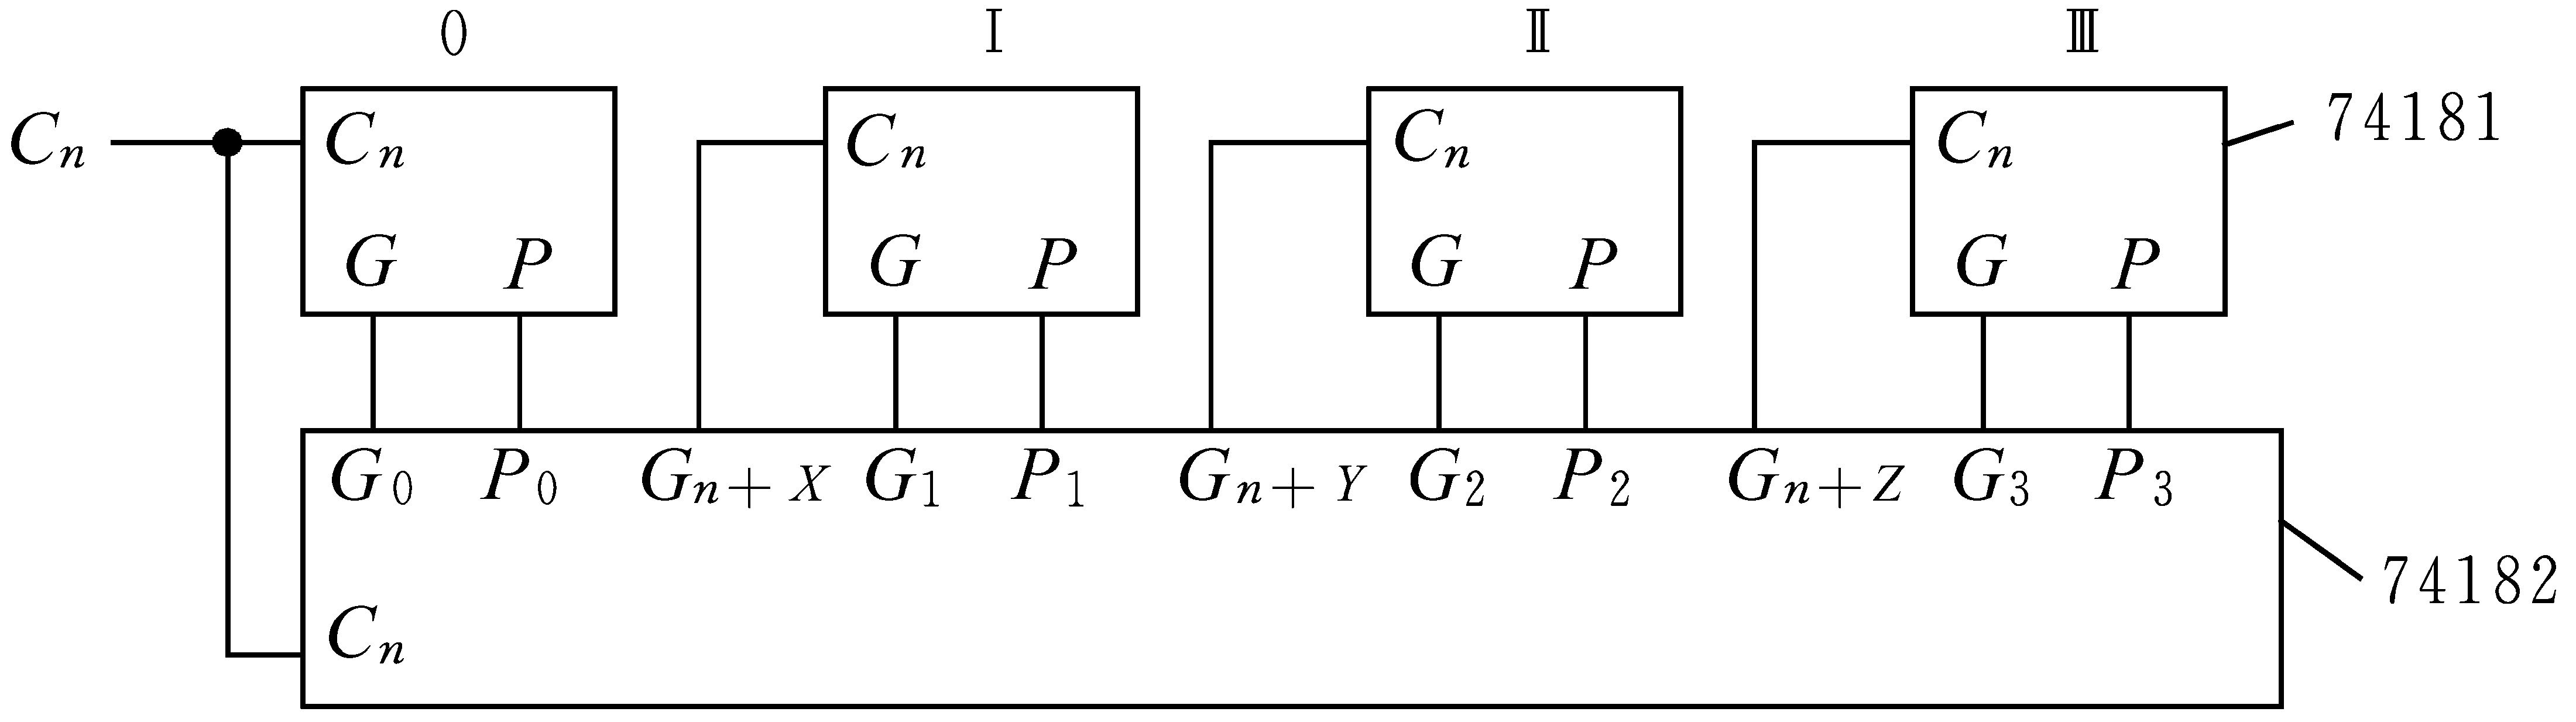 0 Ⅰ Ⅱ Ⅲ
Cn Cn Cn Cn Cn 74181
G P G P G P G P
G0 P0 Gn+X G1 P1 Gn+Y G2 P2 Gn+Z G3 P3
74182
Cn